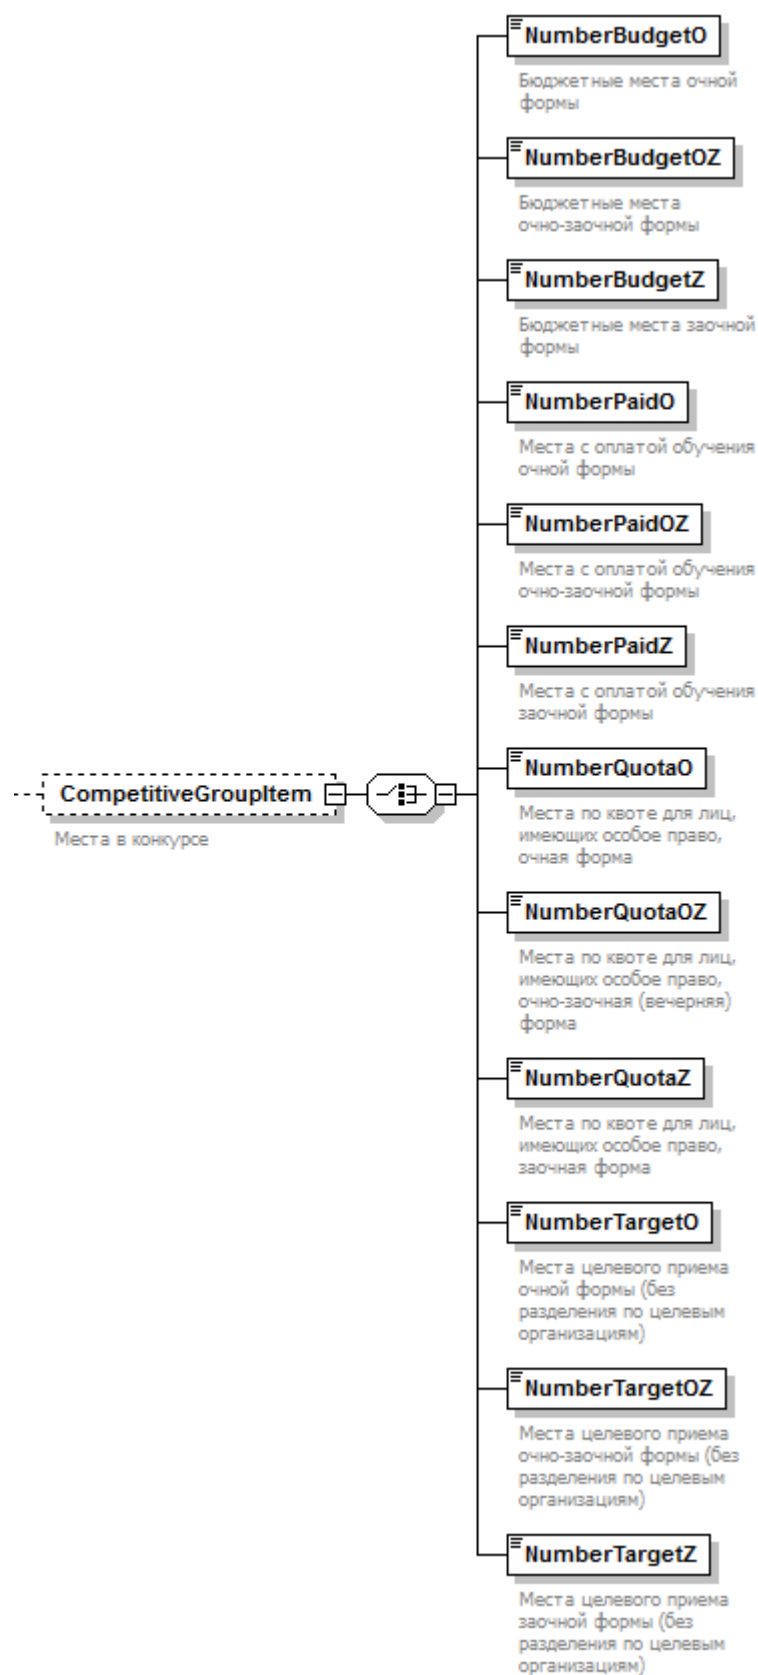 NumberBudgetO
Бюджетные места очной
формы
NumberBudgetOZ
Бюджетные места
очно-заочной формы
NumberBudgetZ
Бюджетные места заочной
формы
NumberPaidO
Места с оплатой обучения
очной формы
NumberPaidOZ
Места с оплатой обучения
очно-заочной формы
NumberPaidZ
Места с оплатой обучения
заочной формы
CompetitiveGroupItem
Места в конкурсе
NumberQuotaO
Места по квоте для лиц,
имеющих особое право,
очная форма
NumberQuotaOZ
Места по квоте для лиц,
имеющих особое право,
очно-заочная (вечерняя)
форма
NumberQuotaZ
Места по квоте для лиц,
имеющих особое право,
заочная форма
NumberTargetO
Места целевого приема
очной формы (без
разделения по целевым
организациям)
NumberTargetOZ
Места целевого приема
очно-заочной формы (без
разделения по целевым
организациям)
NumberTargetZ
Места целевого приема
заочной формы (без
разделения по целевым
организациям)